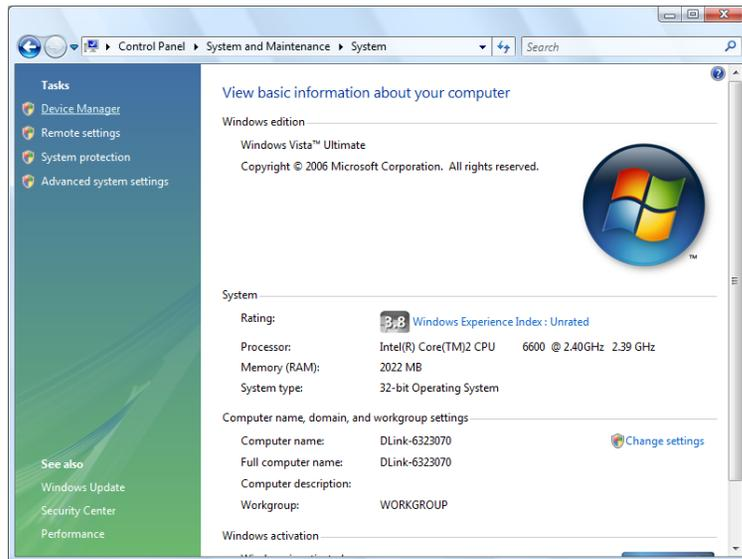 Control Panel ▸ System and Maintenance ▸ System
Search
Tasks
Device Manager
Remote settings
System protection
Advanced system settings
See also
Windows Update
Security Center
Performance
View basic information about your computer
Windows edition
Windows Vista™ Ultimate
Copyright © 2006 Microsoft Corporation. All rights reserved.
TM
System
Rating: 3.8 Windows Experience Index : Unrated
Processor: Intel(R) Core(TM)2 CPU 6600 @ 2.40GHz 2.39 GHz
Memory (RAM): 2022 MB
System type: 32-bit Operating System
Computer name, domain, and workgroup settings
Computer name: DLink-6323070 Change settings
Full computer name: DLink-6323070
Computer description:
Workgroup: WORKGROUP
Windows activation